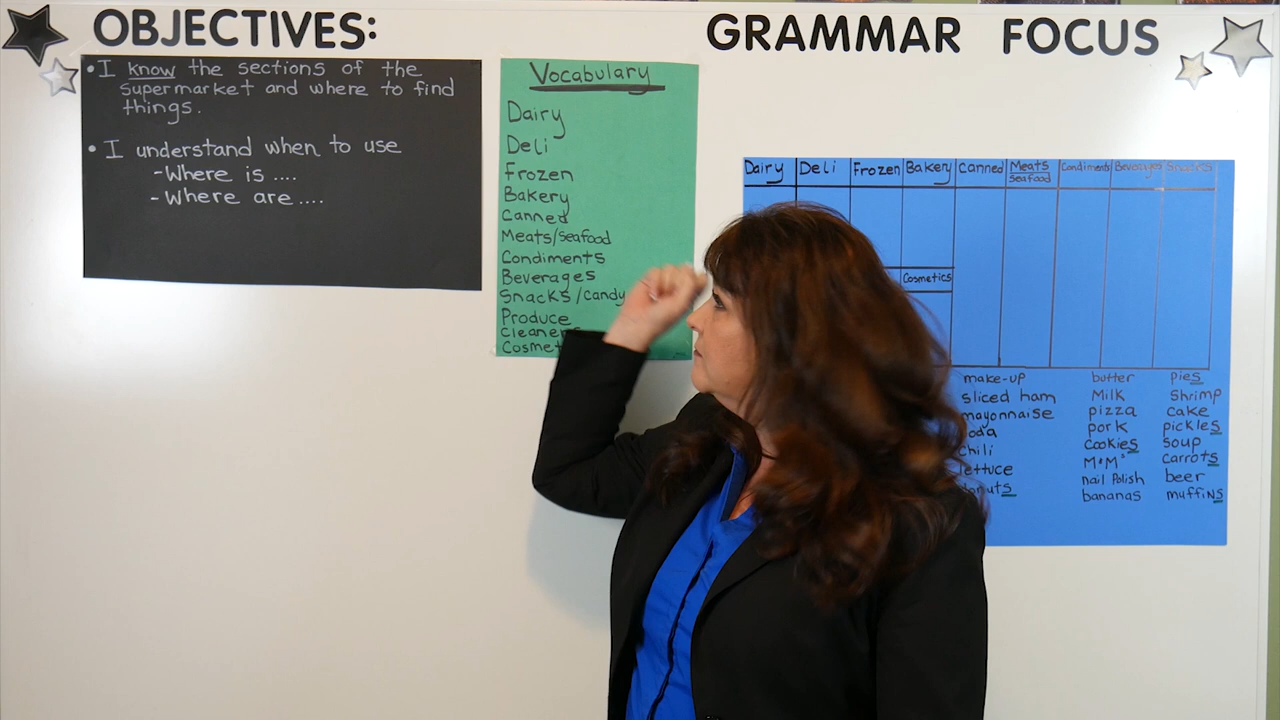 OBJECTIVES:
• I know the sections of the
supermarket and where to find
things.
• I understand when to use
- Where is ....
- Where are ....
Vocabulary
Dairy
Deli
Frozen
Bakery
Canned
Meats/seafood
Condiments
Beverages
Snacks/candy
Produce
GRAMMAR FOCUS
Dairy Deli Frozen Bakery Canned Meats Condiments Beverages Snacks
Seafood
Cosmetics
make-up butter pies
sliced ham Milk Shrimp
mayonnaise pizza cake
pork pickles
cookies soup
M&M's carrots
lettuce nail Polish beer
bananas muffins